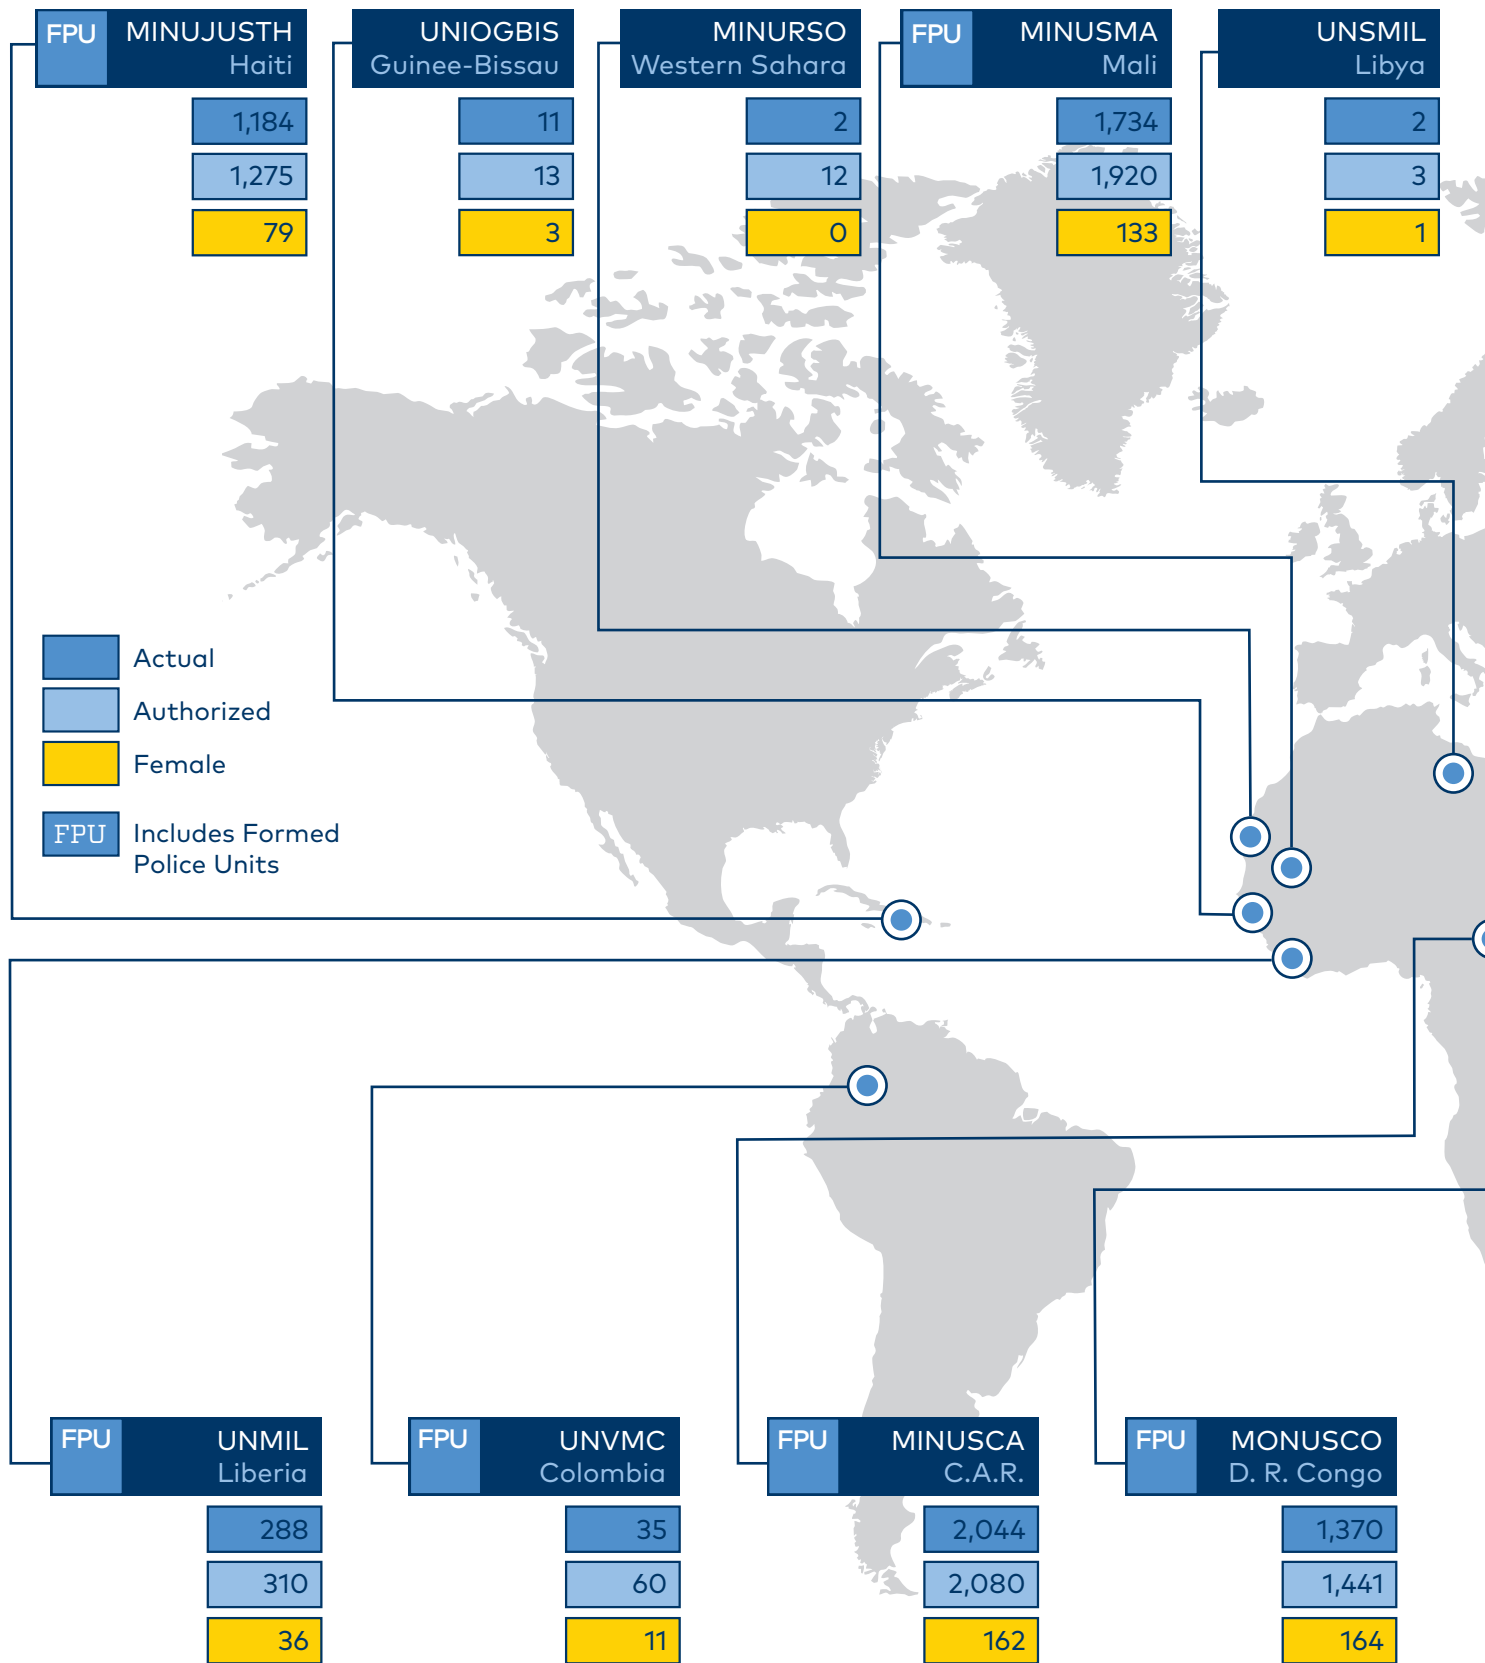 FPU
MINUJUSTH
Haiti
1,184
1,275
79
UNIOGBIS
Guinee-Bissau
11
13
3
MINURSO
Western Sahara
2
12
0
FPU
MINUSMA
Mali
1,734
1,920
133
UNSMIL
Libya
2
3
1
Actual
Authorized
Female
FPU
Includes Formed
Police Units
FPU
UNMIL
Liberia
288
310
36
FPU
UNVMC
Colombia
35
60
11
FPU
MINUSCA
C.A.R.
2,044
2,080
162
FPU
MONUSCO
D. R. Congo
1,370
1,441
164